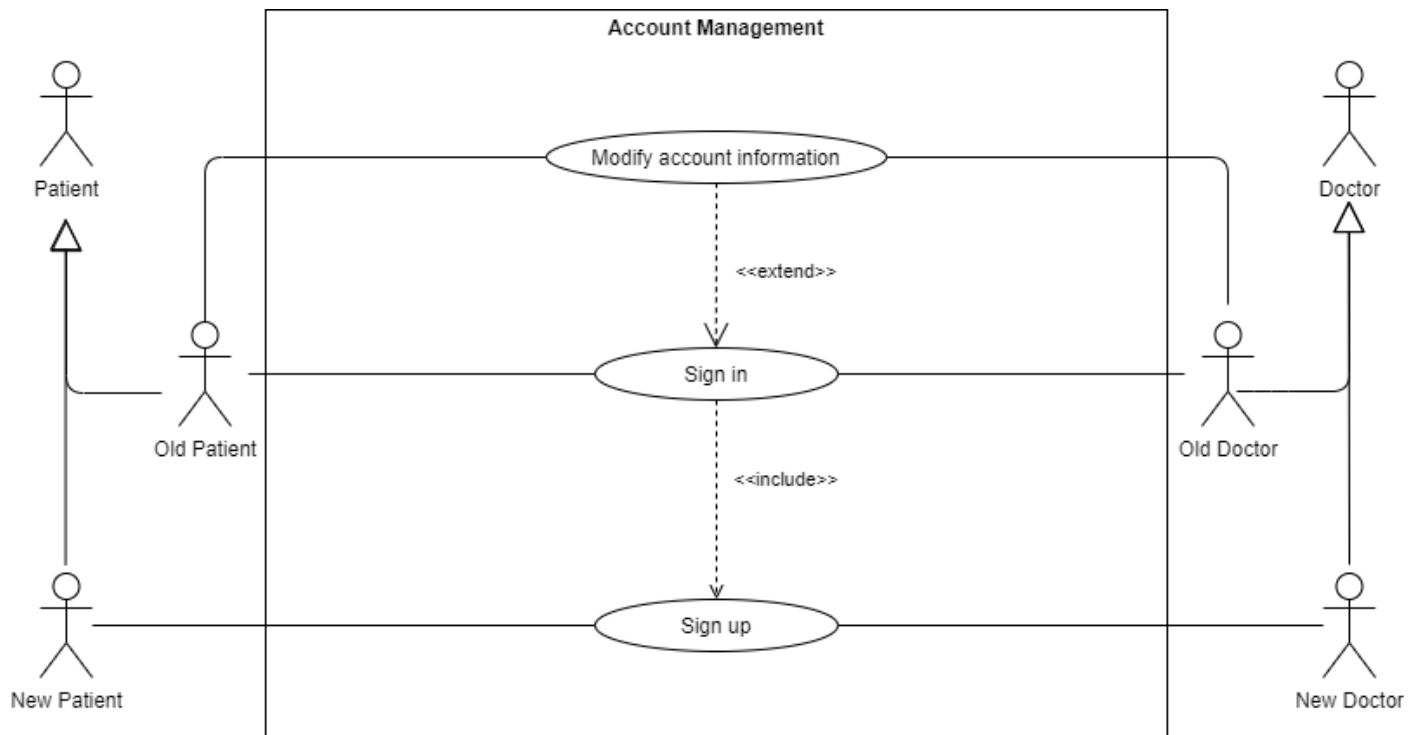 Account Management
Patient
Doctor
Modify account information
<<extend>>
Sign in
Old Patient
Old Doctor
<<include>>
Sign up
New Patient
New Doctor